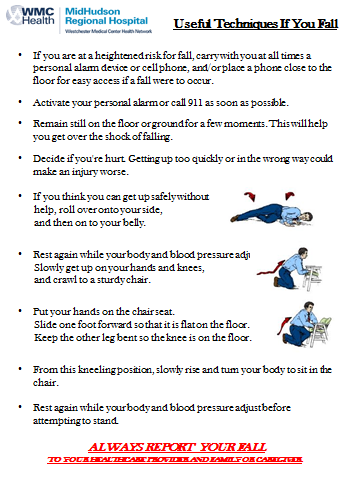 WMC Health
MidHudson
Regional Hospital
Westchester Medical Center Health Network
Useful Techniques If You Fall
• If you are at a heightened risk for fall, carry with you at all times a
personal alarm device or cell phone, and/or place a phone close to the
floor for easy access if a fall were to occur.
• Activate your personal alarm or call 911 as soon as possible.
• Remain still on the floor or ground for a few moments. This will help
you get over the shock of falling.
• Decide if you're hurt. Getting up too quickly or in the wrong way could
make an injury worse.
• If you think you can get up safely without
help, roll over onto your side,
and then on to your belly.
• Rest again while your body and blood pressure adj
Slowly get up on your hands and knees,
and crawl to a sturdy chair.
• Put your hands on the chair seat.
Slide one foot forward so that it is flat on the floor.
Keep the other leg bent so the knee is on the floor.
• From this kneeling position, slowly rise and turn your body to sit in the
chair.
• Rest again while your body and blood pressure adjust before
attempting to stand.
ALWAYS REPORT YOUR FALL
TO YOUR HEALTHCARE PROVIDER AND FAMILY OR CAREGIVER